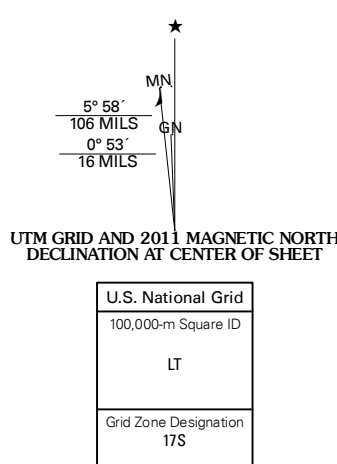 MN
5° 58´
106 MILS
GN
0° 53´
16 MILS
UTM GRID AND 2011 MAGNETIC NORTH
DECLINATION AT CENTER OF SHEET
U.S. National Grid
100,000-m Square ID
LT
Grid Zone Designation
17S